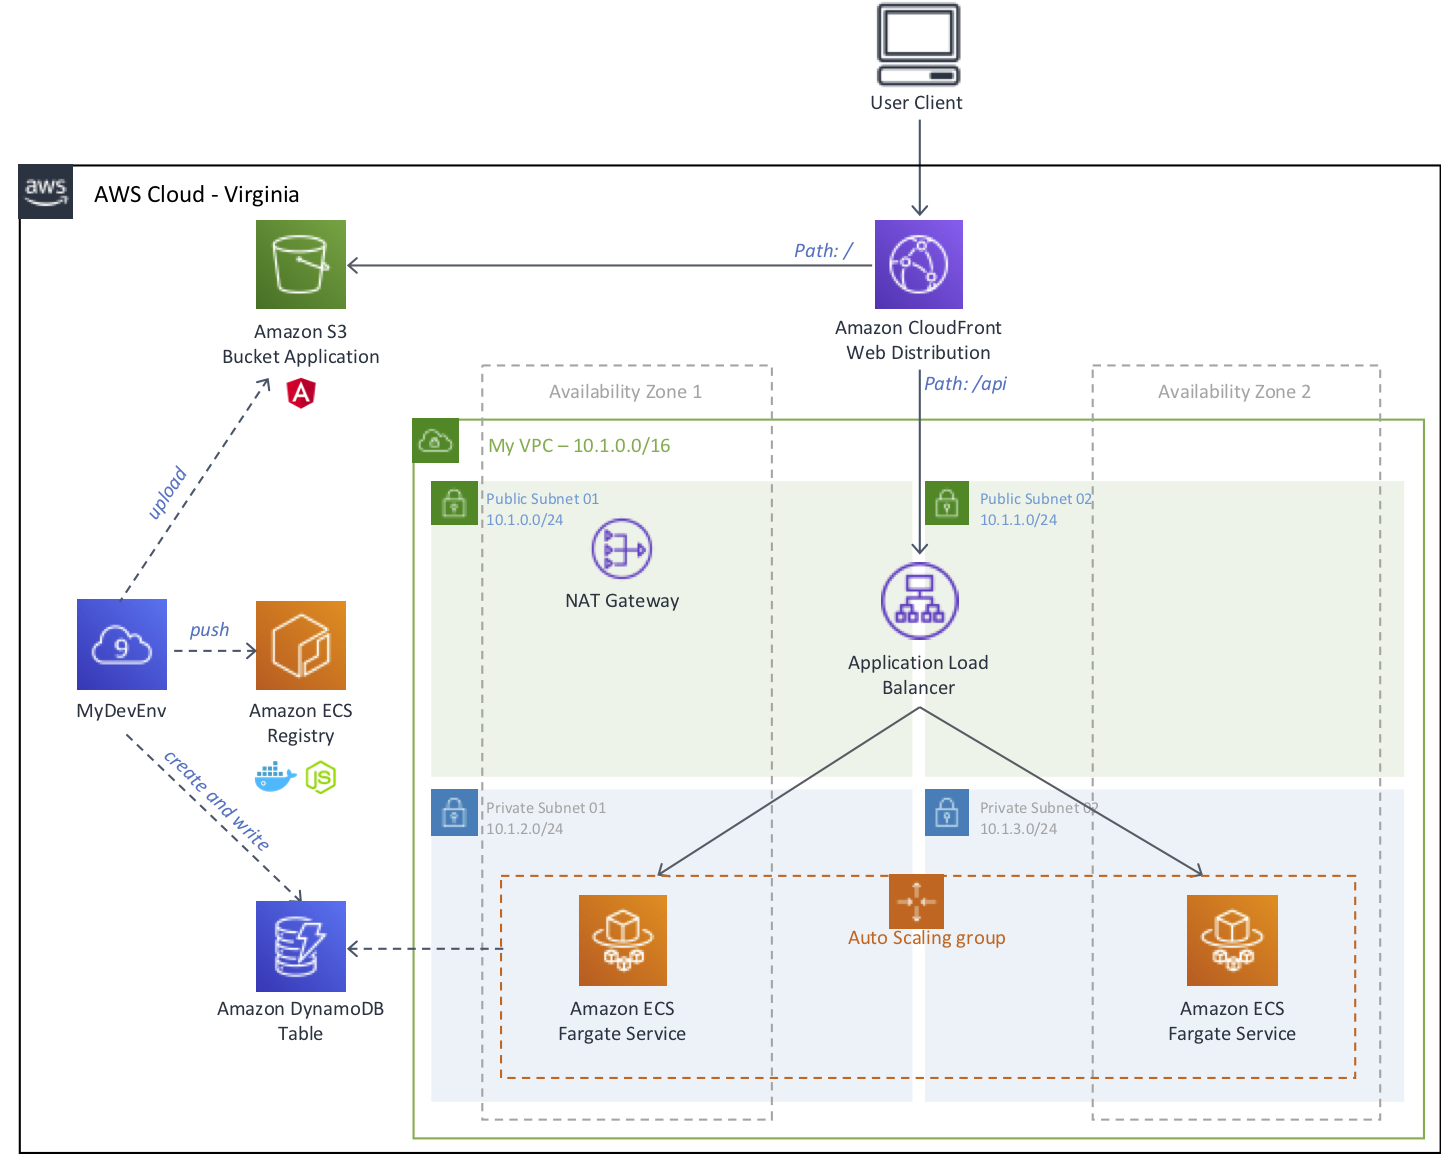 User Client
aws
AWS Cloud - Virginia
Path: /
Amazon S3
Bucket Application
A
Amazon CloudFront
Web Distribution
Path: /api
Availability Zone 1
Availability Zone 2
My VPC – 10.1.0.0/16
upload
Public Subnet 01
10.1.0.0/24
Public Subnet 02
10.1.1.0/24
NAT Gateway
9
push
MyDevEnv
Amazon ECS
Registry
JS
Application Load
Balancer
create and write
Private Subnet 01
10.1.2.0/24
Private Subnet 02
10.1.3.0/24
Auto Scaling group
Amazon DynamoDB
Table
Amazon ECS
Fargate Service
Amazon ECS
Fargate Service